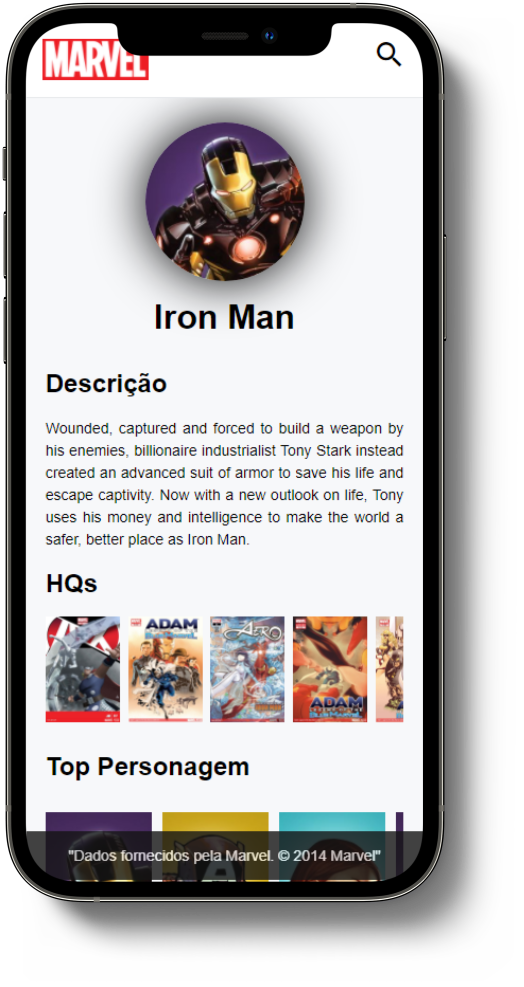 MARVEL
Iron Man
Descrição
Wounded, captured and forced to build a weapon by
his enemies, billionaire industrialist Tony Stark instead
created an advanced suit of armor to save his life and
escape captivity. Now with a new outlook on life, Tony
uses his money and intelligence to make the world a
safer, better place as Iron Man.
HQs
ADAM
AERO
ADAM
Top Personagem
"Dados fornecidos pela Marvel. © 2014 Marvel"